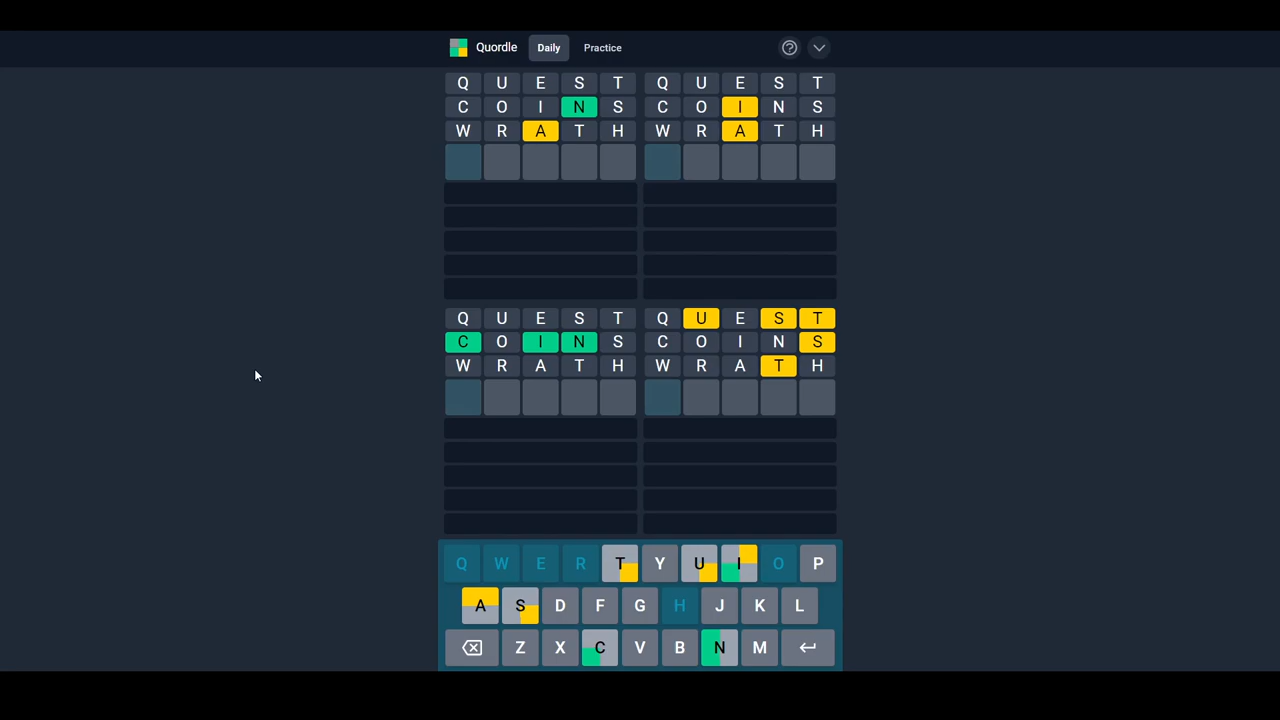 Quordle Daily Practice
Q U E S T Q U E S T
C O I N S C O I N S
W R A T H W R A T H
Q U E S T Q U E S T
C O I N S C O I N S
W R A T H W R A T H
Q W E R T Y U I O P
A S D F G H J K L
Z X C V B N M